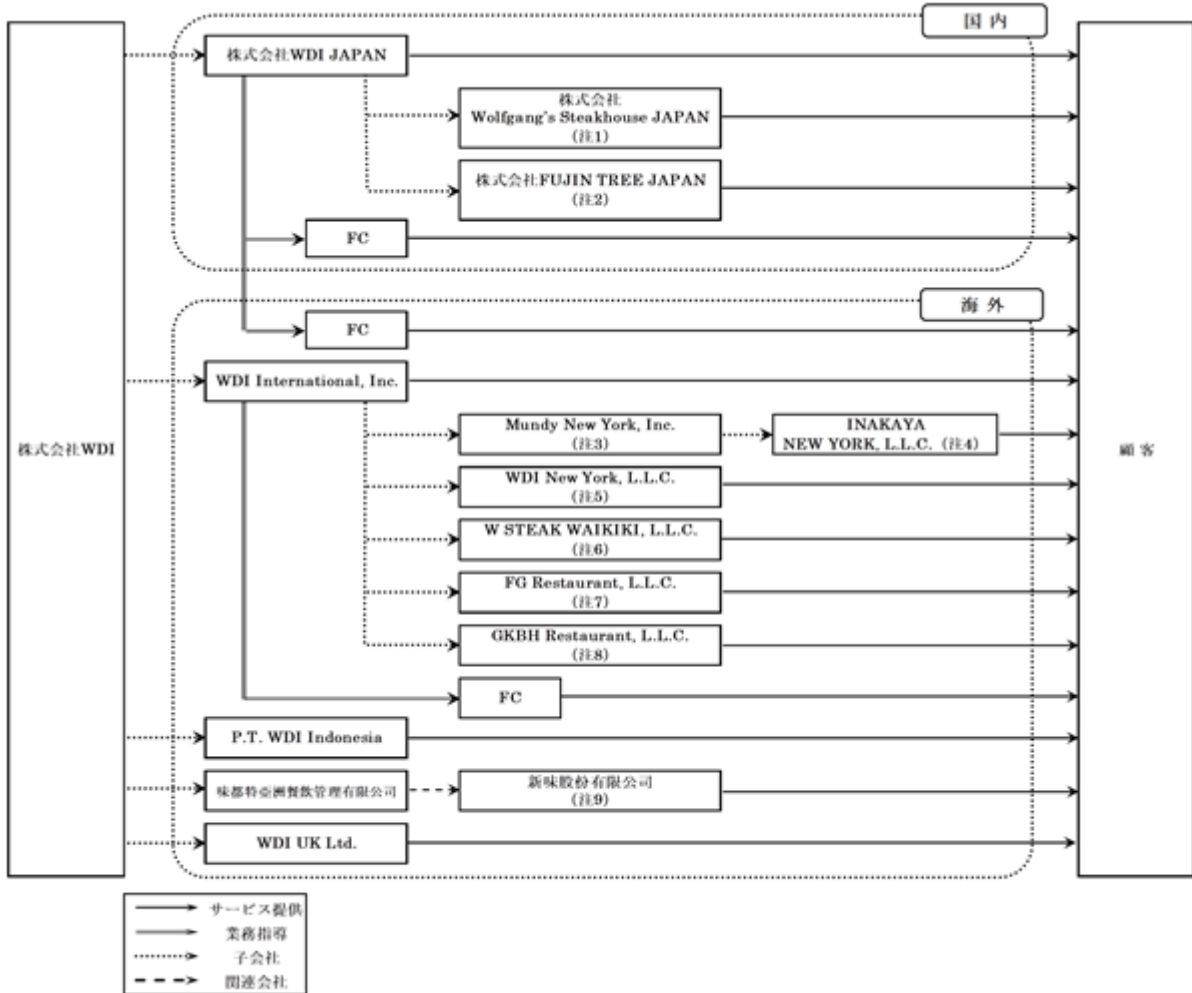 国内
株式会社WDI JAPAN
株式会社
Wolfgang's Steakhouse JAPAN
(注1)
株式会社FUJIN TREE JAPAN
(注2)
FC
海外
FC
WDI International, Inc.
株式会社WDI
顧客
Mundy New York, Inc.
(注3)
INAKAYA
NEW YORK, L.L.C. (注4)
WDI New York, L.L.C.
(注5)
W STEAK WAIKIKI, L.L.C.
(注6)
FG Restaurant, L.L.C.
(注7)
GKBH Restaurant, L.L.C.
(注8)
FC
P.T. WDI Indonesia
味都特亞洲餐飲管理有限公司
新味股份有限公司
(注9)
WDI UK Ltd.
サービス提供
業務指導
子会社
関連会社